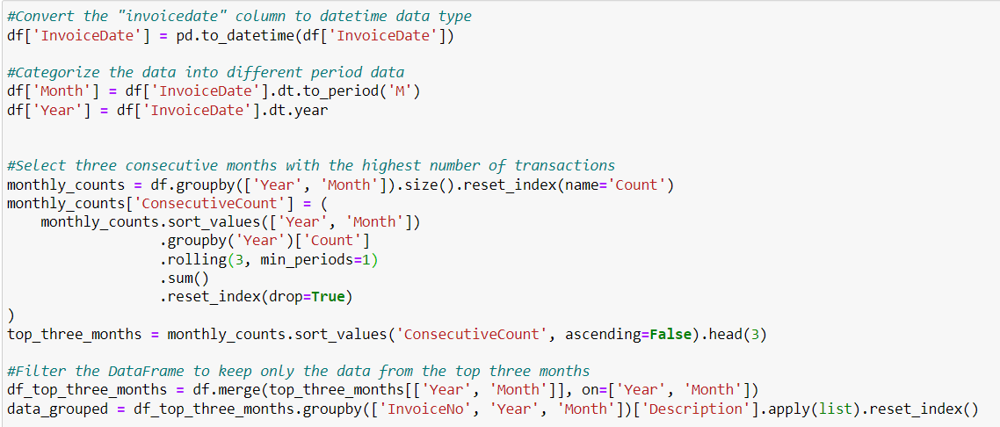 #Convert the "invoicedate" column to datetime data type
df['InvoiceDate'] = pd.to_datetime(df['InvoiceDate'])
#Categorize the data into different period data
df['Month'] = df['InvoiceDate'].dt.to_period('M')
df['Year'] = df['InvoiceDate'].dt.year
#Select three consecutive months with the highest number of transactions
monthly_counts = df.groupby(['Year', 'Month']).size().reset_index(name='Count')
monthly_counts['ConsecutiveCount'] = (
    monthly_counts.sort_values(['Year', 'Month'])
                  .groupby('Year')['Count']
                  .rolling(3, min_periods=1)
                  .sum()
                  .reset_index(drop=True)
)
top_three_months = monthly_counts.sort_values('ConsecutiveCount', ascending=False).head(3)
#Filter the DataFrame to keep only the data from the top three months
df_top_three_months = df.merge(top_three_months[['Year', 'Month']], on=['Year', 'Month'])
data_grouped = df_top_three_months.groupby(['InvoiceNo', 'Year', 'Month'])['Description'].apply(list).reset_index()